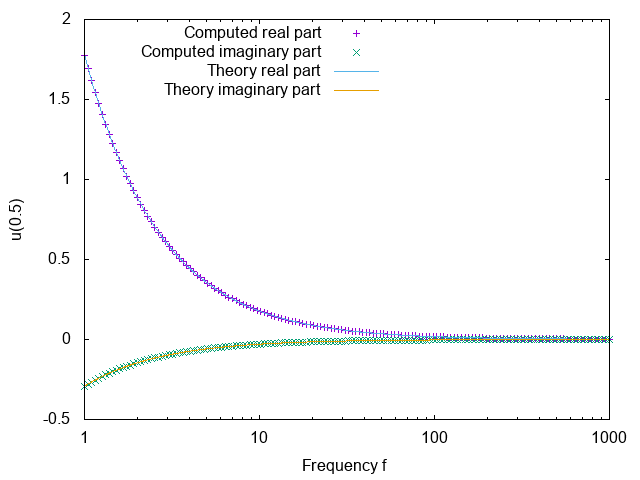 Computed real part
Computed imaginary part
Theory real part
Theory imaginary part
2
1.5
1
0.5
0
-0.5
u(0.5)
1 10 100 1000
Frequency f